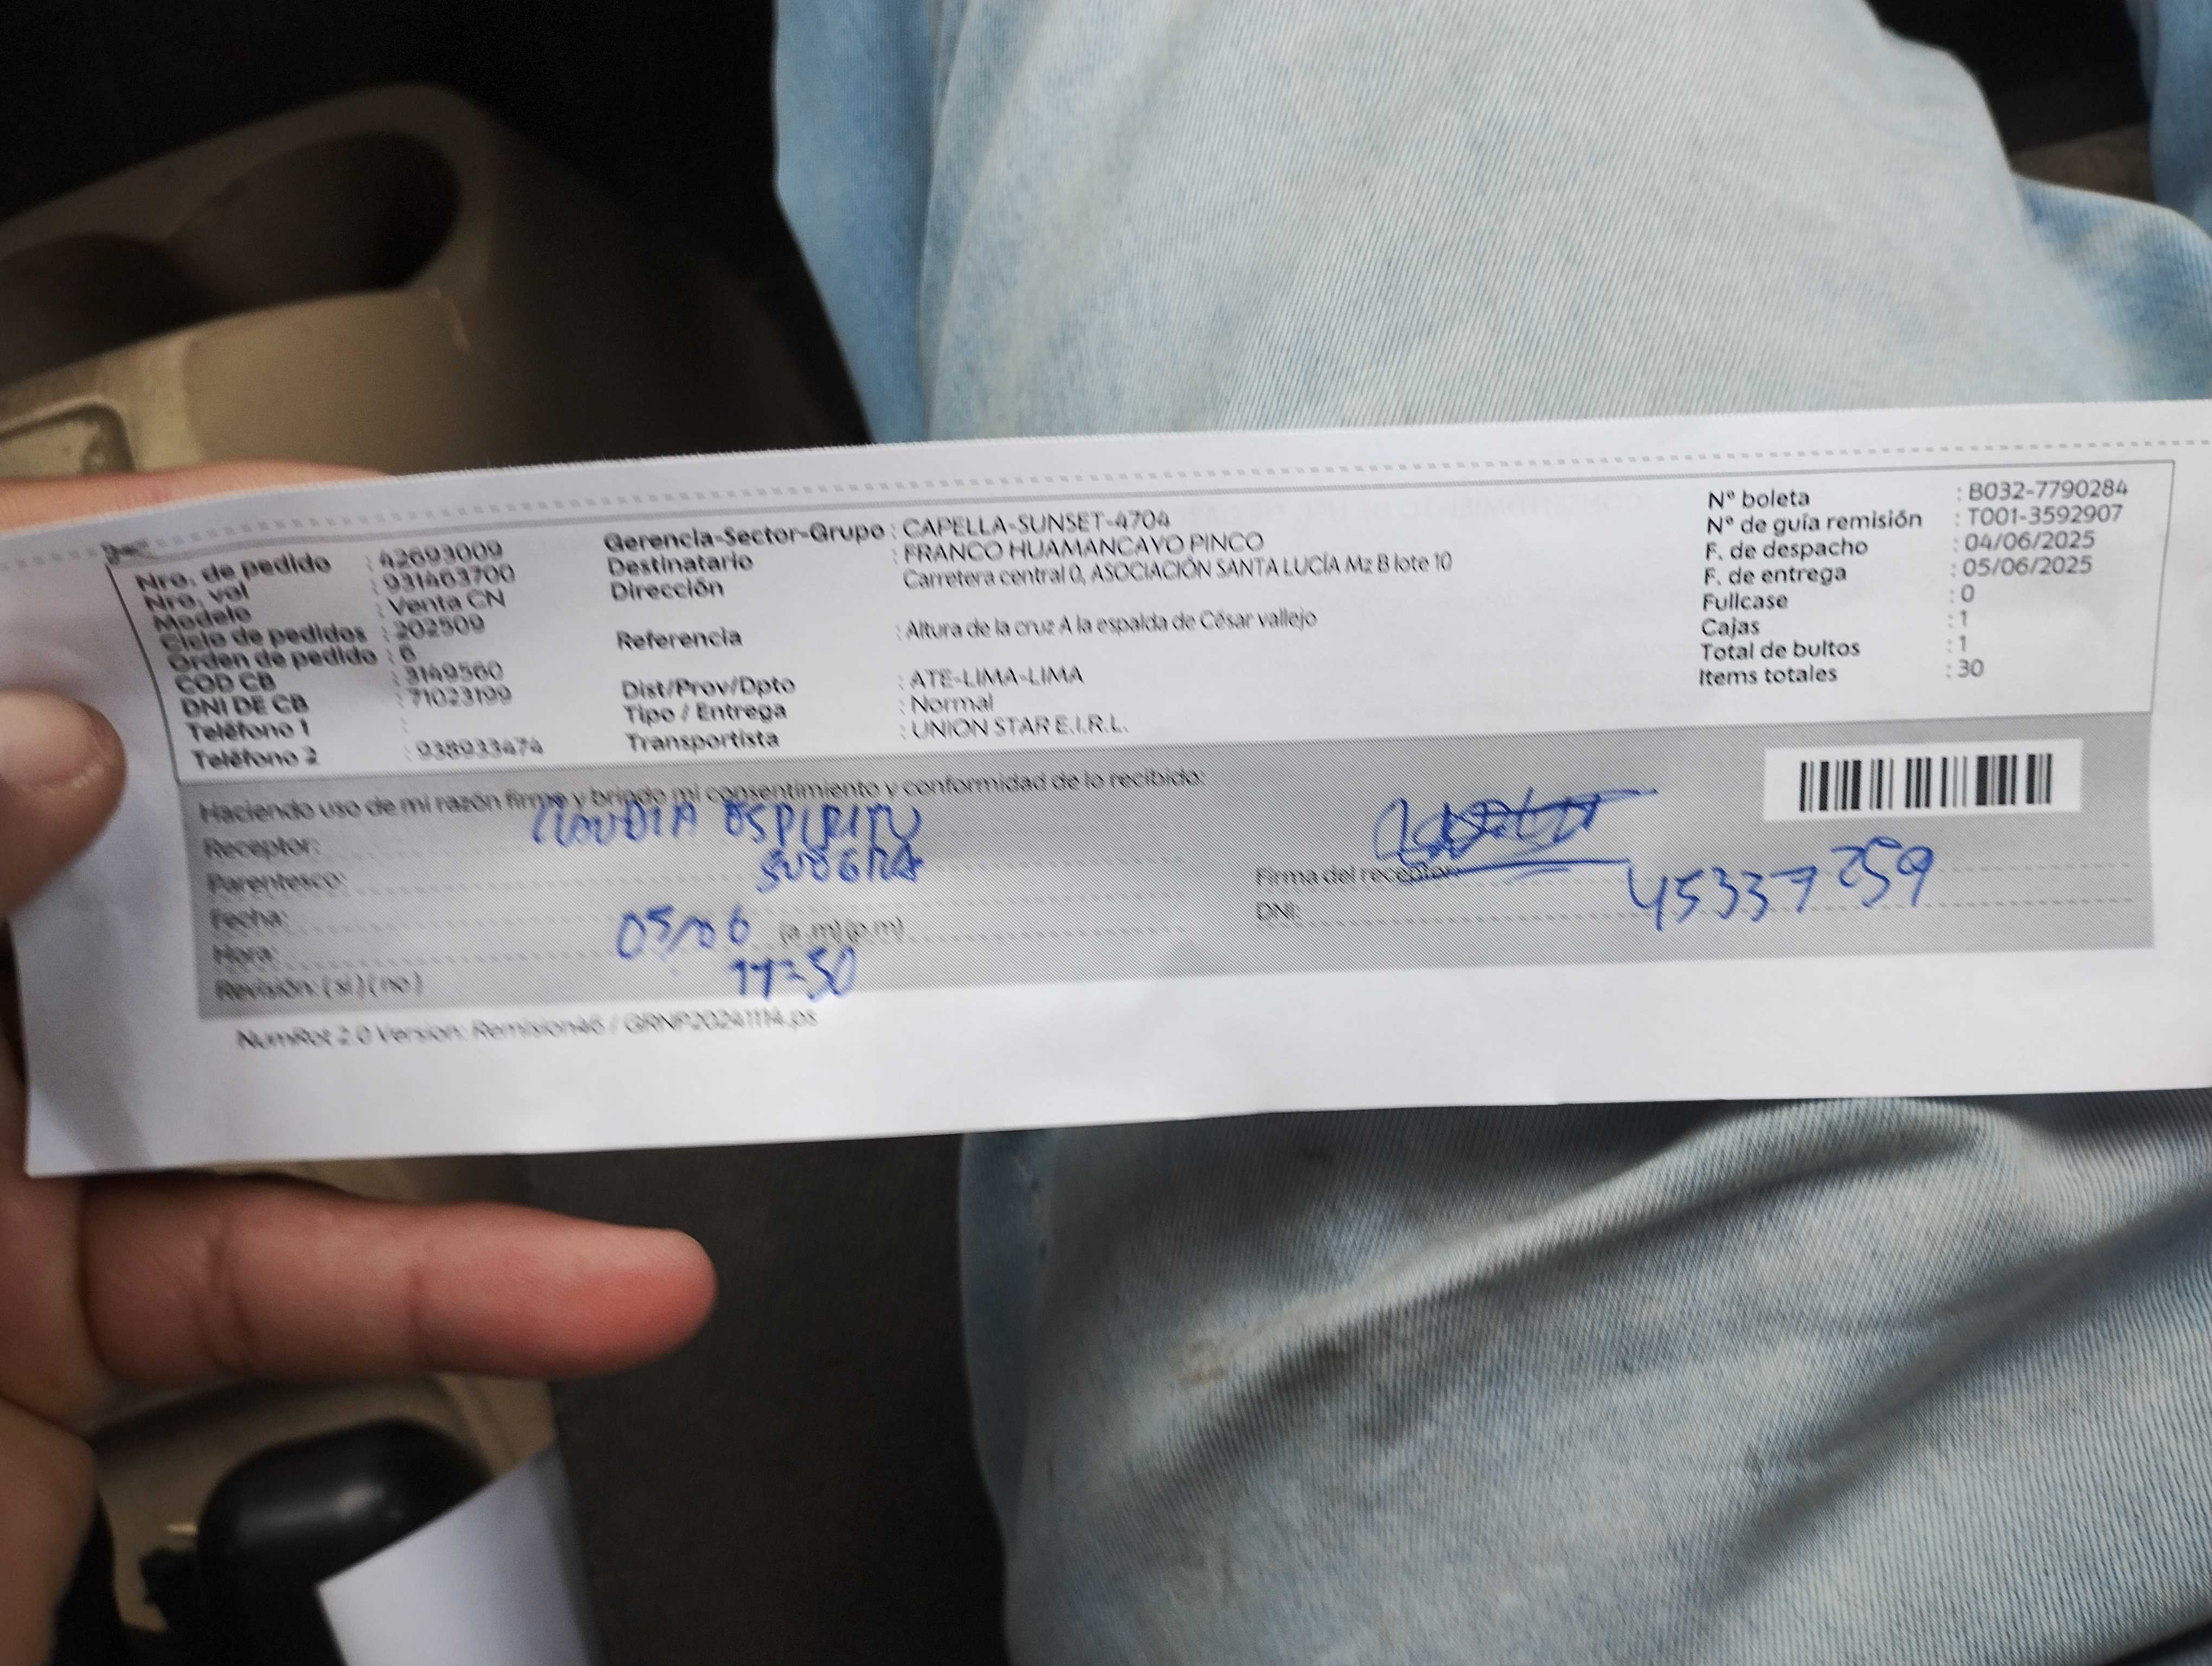 Nro. de pedido : 42693009
Nro. vol : 931463700
Modelo : Venta CN
Ciclo de pedidos : 202509
Orden de pedido : 6
COD CB : 3149560
DNI DE CB : 71023199
Teléfono 1 :
Teléfono 2 : 938933474
Gerencia-Sector-Grupo : CAPELLA-SUNSET-4704
Destinatario : FRANCO HUAMANCAYO PINCO
Dirección Carretera central 0, ASOCIACIÓN SANTA LUCÍA Mz B lote 10
Referencia : Altura de la cruz A la espalda de César vallejo
Dist/Prov/Dpto : ATE-LIMA-LIMA
Tipo / Entrega : Normal
Transportista : UNION STAR E.I.R.L.
Nº boleta : B032-7790284
Nº de guía remisión : T001-3592907
F. de despacho : 04/06/2025
F. de entrega : 05/06/2025
Fullcase : 0
Cajas : 1
Total de bultos : 1
Items totales : 30
Haciendo uso de mi razón firme y brindo mi consentimiento y conformidad de lo recibido:
Receptor: CLOUDIA ESPIRITU
Parentesco: SUEGRA
Fecha: 05/06
Hora: (a.m)(p.m)
Revisión: (si) (no)
Firma del receptor:
DNI: 45337259
NumRot 2.0 Version: Remision46 / GRNP20241114.ps